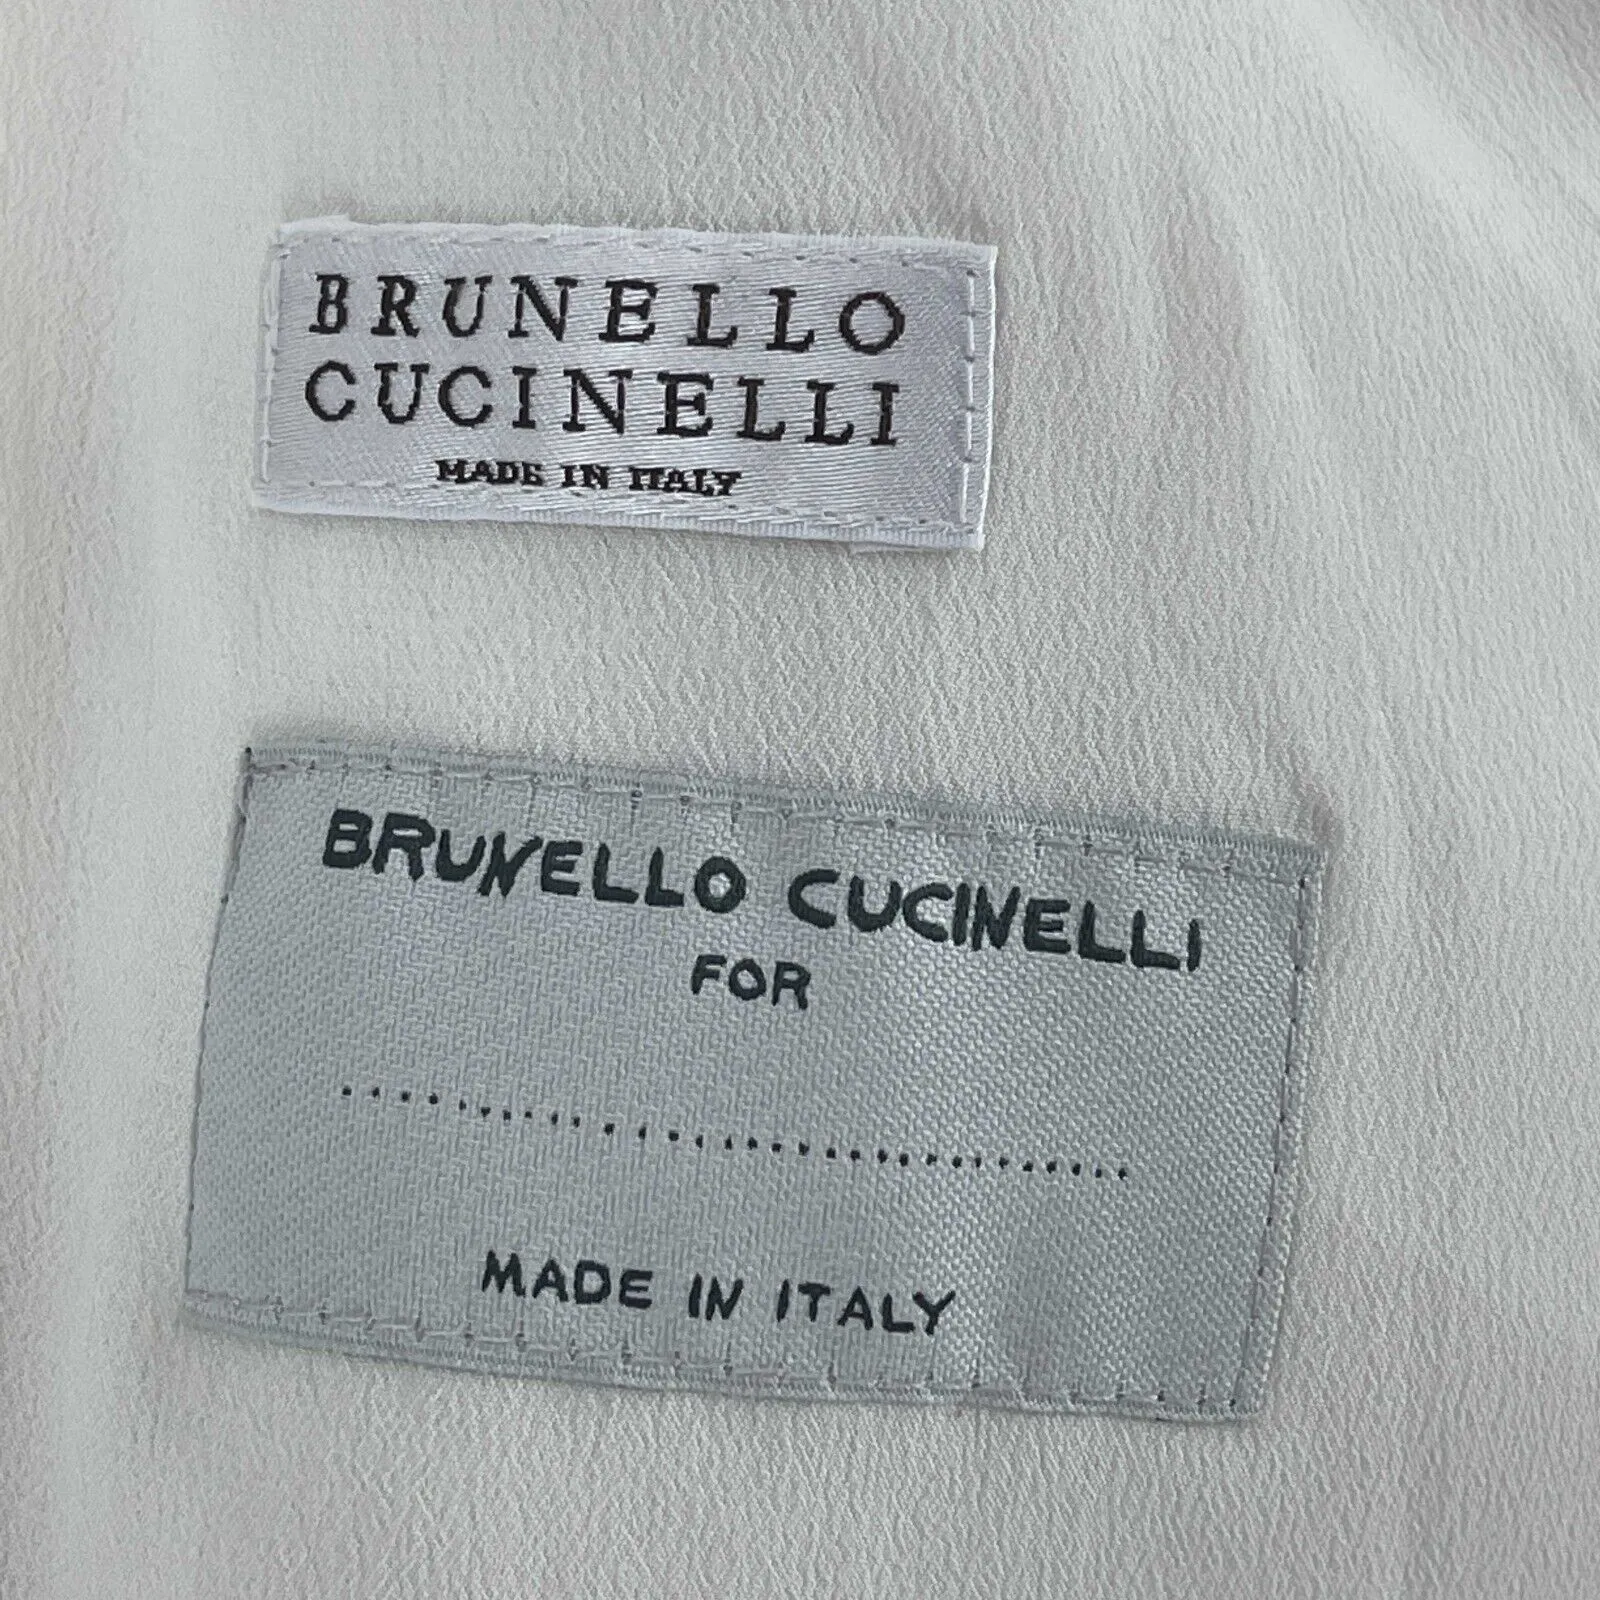 BRUNELLO
CUCINELLI
MADE IN ITALY
BRUNELLO CUCINELLI
FOR
..............................
MADE IN ITALY